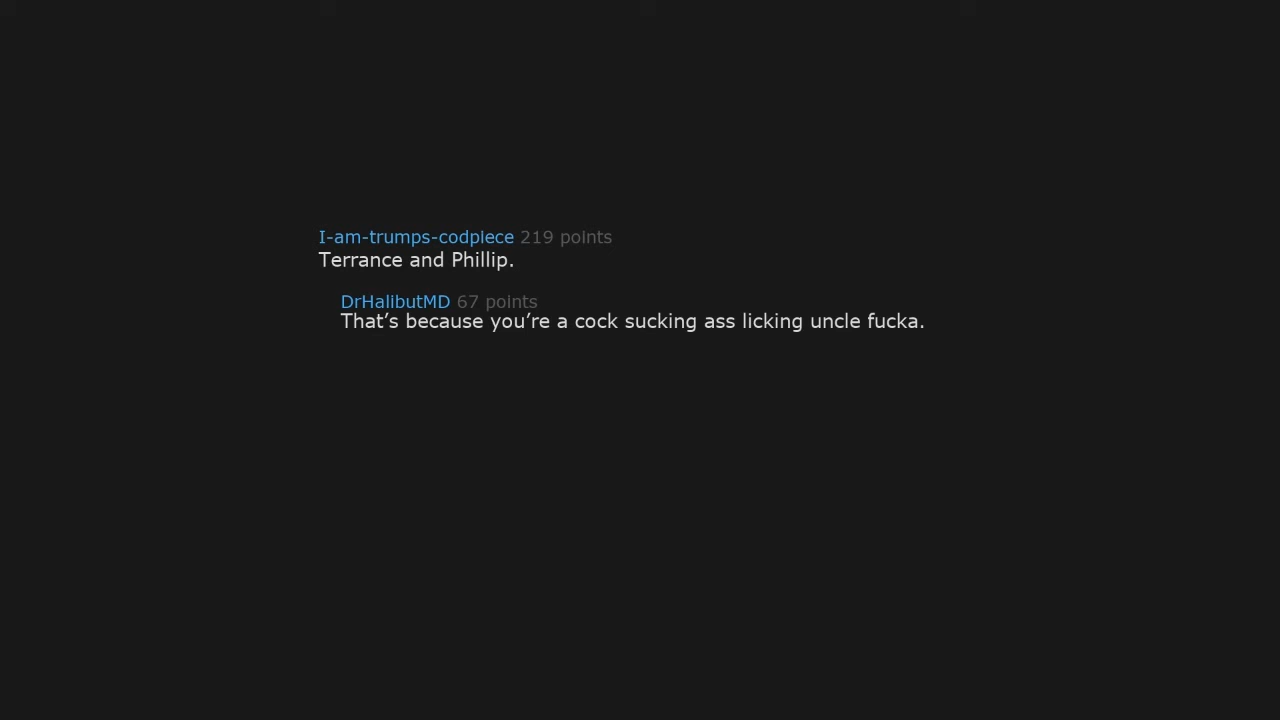 I-am-trumps-codpiece 219 points
Terrance and Phillip.
DrHalibutMD 67 points
That’s because you’re a cock sucking ass licking uncle fucka.